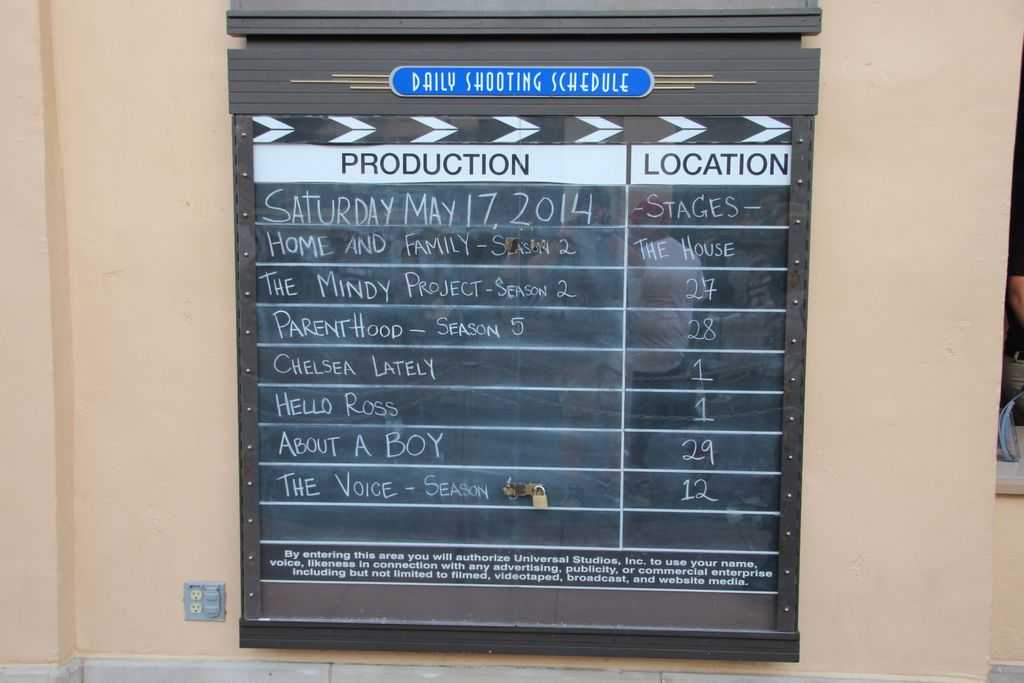 DAILY SHOOTING SCHEDULE
PRODUCTION LOCATION
SATURDAY MAY 17, 2014 -STAGES-
HOME AND FAMILY - SEASON 2 THE HOUSE
THE MINDY PROJECT - SEASON 2 27
PARENTHOOD - SEASON 5 28
CHELSEA LATELY 1
HELLO ROSS 1
ABOUT A BOY 29
THE VOICE - SEASON 12
By entering this area you will authorize Universal Studios, Inc. to use your name,
voice, likeness in connection with any advertising, publicity, or commercial enterprise
including but not limited to filmed, videotaped, broadcast, and website media.